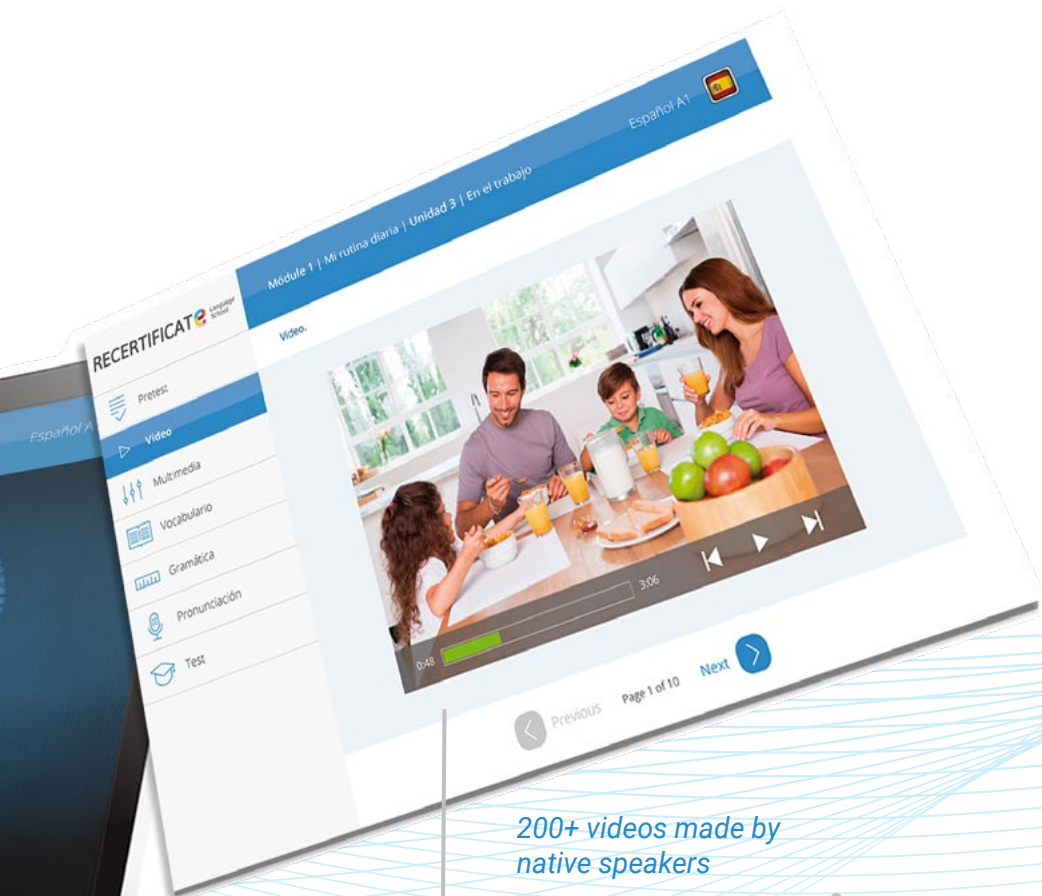 Español A1
Módule 1 | Mi rutina diaria | Unidad 3 | En el trabajo
RECERTIFICATe Language School
Video.
Pretest
Video
Multimedia
Vocabulario
Gramática
Pronunciación
Test
0:48
3:06
Previous
Page 1 of 10
Next
Español A
200+ videos made by
native speakers